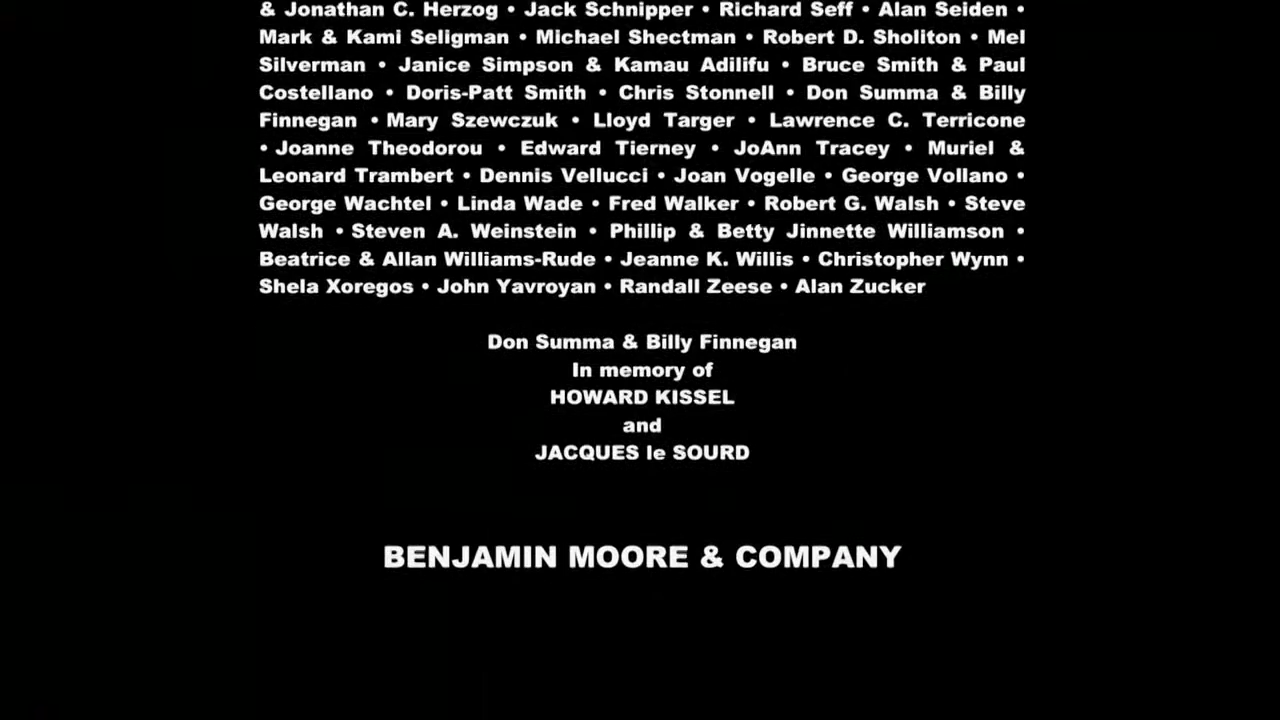 & Jonathan C. Herzog • Jack Schnipper • Richard Seff • Alan Seiden •
Mark & Kami Seligman • Michael Shectman • Robert D. Sholiton • Mel
Silverman • Janice Simpson & Kamau Adilifu • Bruce Smith & Paul
Costellano • Doris-Patt Smith • Chris Stonnell • Don Summa & Billy
Finnegan • Mary Szewczuk • Lloyd Targer • Lawrence C. Terricone
• Joanne Theodorou • Edward Tierney • JoAnn Tracey • Muriel &
Leonard Trambert • Dennis Vellucci • Joan Vogelle • George Vollano •
George Wachtel • Linda Wade • Fred Walker • Robert G. Walsh • Steve
Walsh • Steven A. Weinstein • Phillip & Betty Jinnette Williamson •
Beatrice & Allan Williams-Rude • Jeanne K. Willis • Christopher Wynn •
Shela Xoregos • John Yavroyan • Randall Zeese • Alan Zucker
Don Summa & Billy Finnegan
In memory of
HOWARD KISSEL
and
JACQUES le SOURD
BENJAMIN MOORE & COMPANY